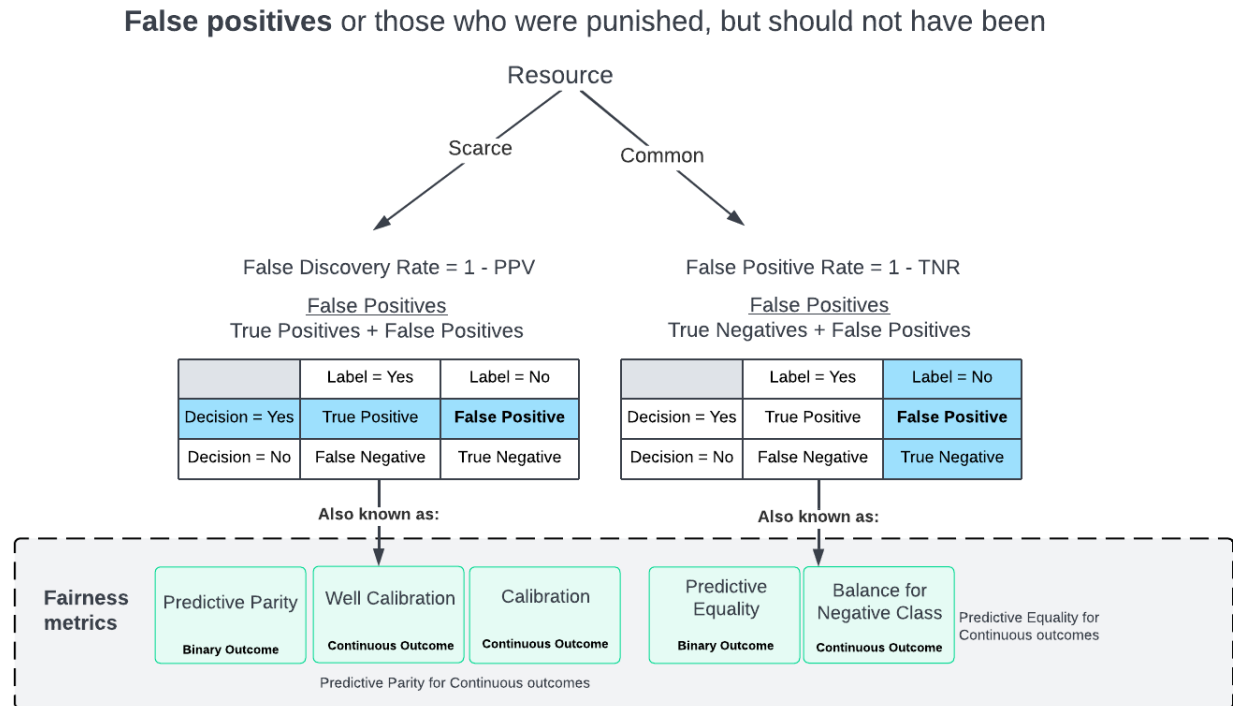 False positives or those who were punished, but should not have been
Resource
Scarce
Common
False Discovery Rate = 1 - PPV
False Positives
True Positives + False Positives
Label = Yes
Label = No
Decision = Yes
True Positive
False Positive
Decision = No
False Negative
True Negative
Also known as:
False Positive Rate = 1 - TNR
False Positives
True Negatives + False Positives
Label = Yes
Label = No
Decision = Yes
True Positive
False Positive
Decision = No
False Negative
True Negative
Also known as:
Fairness
metrics
Predictive Parity
Binary Outcome
Well Calibration
Continuous Outcome
Calibration
Continuous Outcome
Predictive Parity for Continuous outcomes
Predictive
Equality
Binary Outcome
Balance for
Negative Class
Continuous Outcome
Predictive Equality for
Continuous outcomes